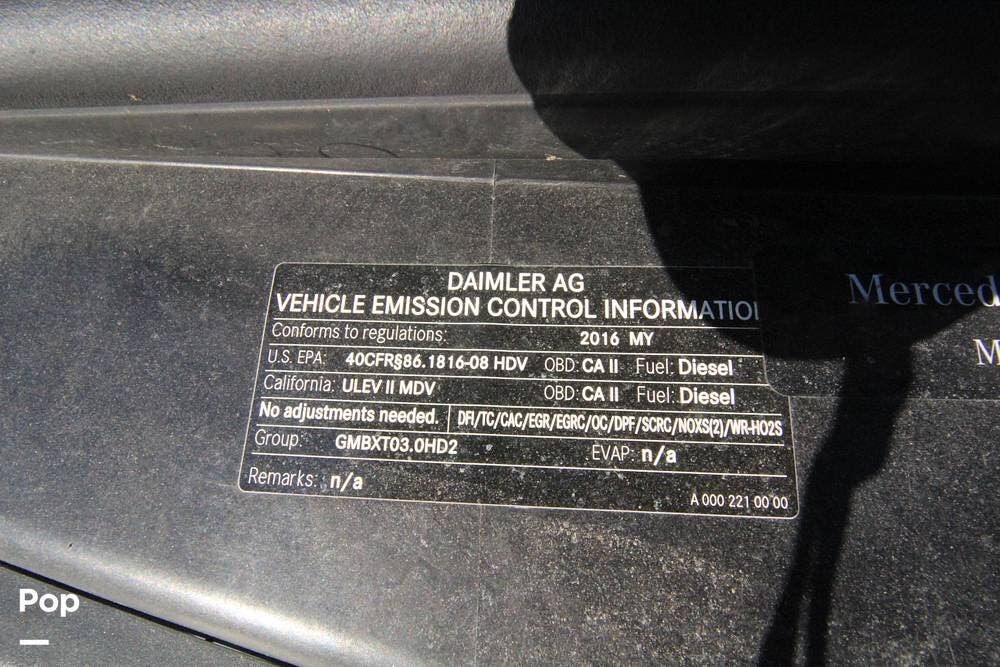 DAIMLER AG
VEHICLE EMISSION CONTROL INFORMATION
Conforms to regulations: 2016 MY
U.S. EPA: 40CFR§86.1816-08 HDV OBD: CA II Fuel: Diesel
California: ULEV II MDV OBD: CA II Fuel: Diesel
No adjustments needed. DFI/TC/CAC/EGR/EGRC/OC/DPF/SCRC/NOXS(2)/WR-HO2S
Group: GMBXT03.0HD2 EVAP: n/a
Remarks: n/a
A 000 221 00 00
Merced
M
Pop